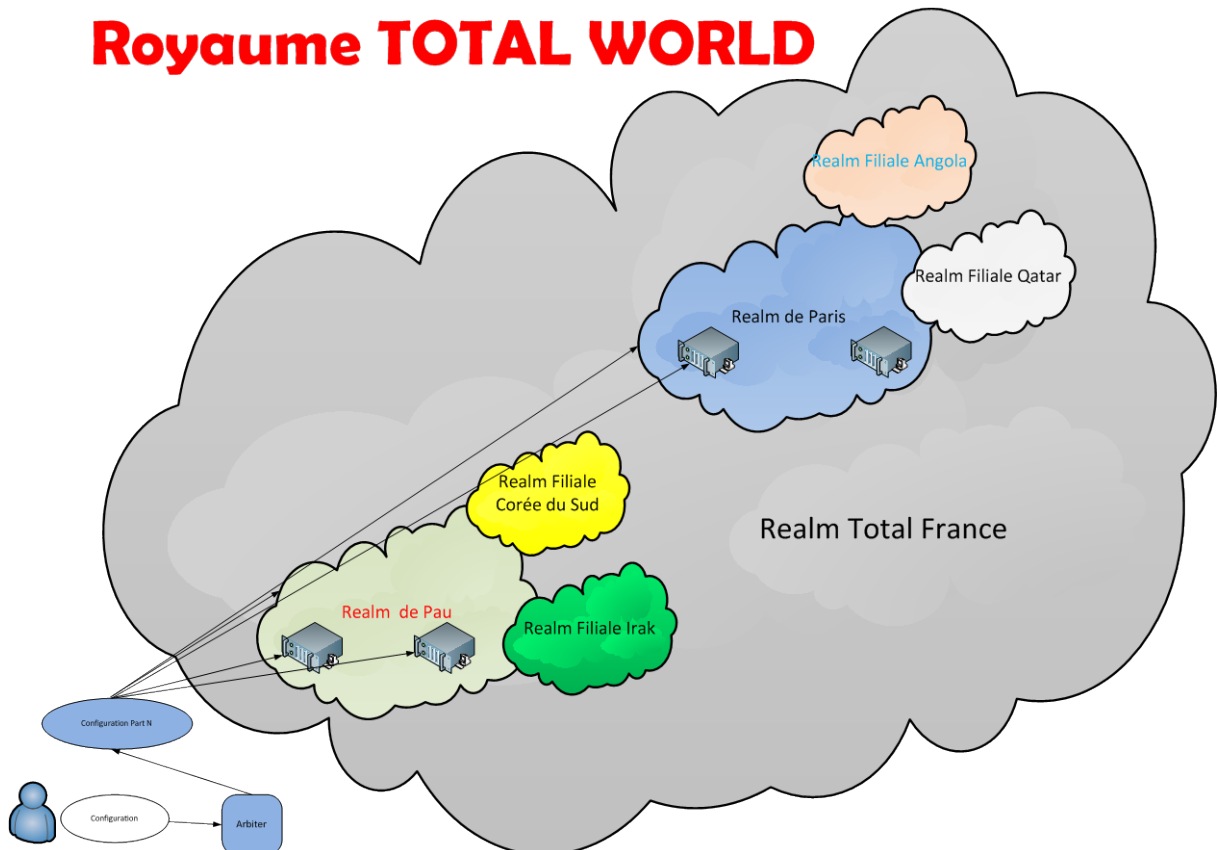 Royaume TOTAL WORLD
Realm Filiale Angola
Realm Filiale Qatar
Realm de Paris
Realm Filiale
Corée du Sud
Realm Total France
Realm de Pau
Realm Filiale Irak
Configuration Part N
Configuration
Arbiter